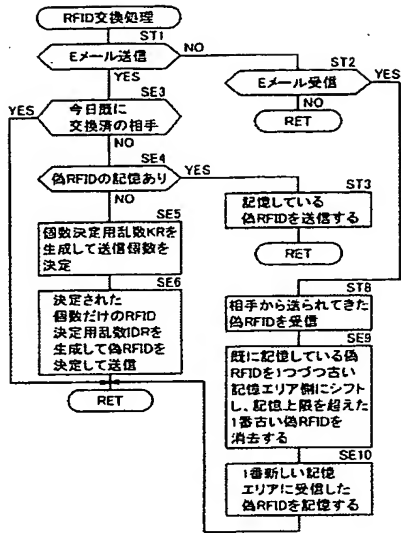 RFID交換処理
ST1
Eメール送信
NO
YES
ST2
Eメール受信
YES
NO
RET
SE3
今日既に
交換済の相手
YES
NO
SE4
偽RFIDの記憶あり
YES
NO
ST3
記憶している
偽RFIDを送信する
RET
SE5
個数決定用乱数KRを
生成して送信個数を
決定
SE6
決定された
個数だけのRFID
決定用乱数IDRを
生成して偽RFIDを
決定して送信
RET
ST8
相手から送られてきた
偽RFIDを受信
SE9
既に記憶している偽
RFIDを1つづつ古い
記憶エリア側にシフト
し、記憶上限を超えた
1番古い偽RFIDを
消去する
SE10
1番新しい記憶
エリアに受信した
偽RFIDを記憶する